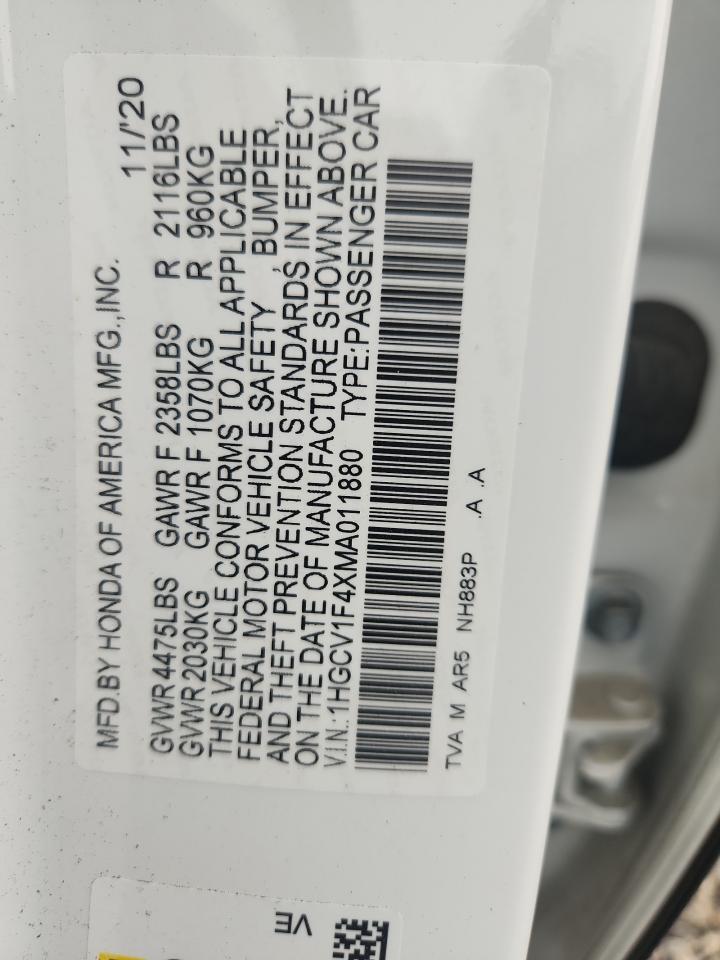 MFD.BY HONDA OF AMERICA MFG.,INC. 11/'20
GVWR 4475LBS GAWR F 2358LBS R 2116LBS
GVWR 2030KG GAWR F 1070KG R 960KG
THIS VEHICLE CONFORMS TO ALL APPLICABLE
FEDERAL MOTOR VEHICLE SAFETY, BUMPER,
AND THEFT PREVENTION STANDARDS IN EFFECT
ON THE DATE OF MANUFACTURE SHOWN ABOVE.
V.I.N.: 1HGCV1F4XMA011880 TYPE:PASSENGER CAR
TVA M AR5 NH883P .A .A
VE